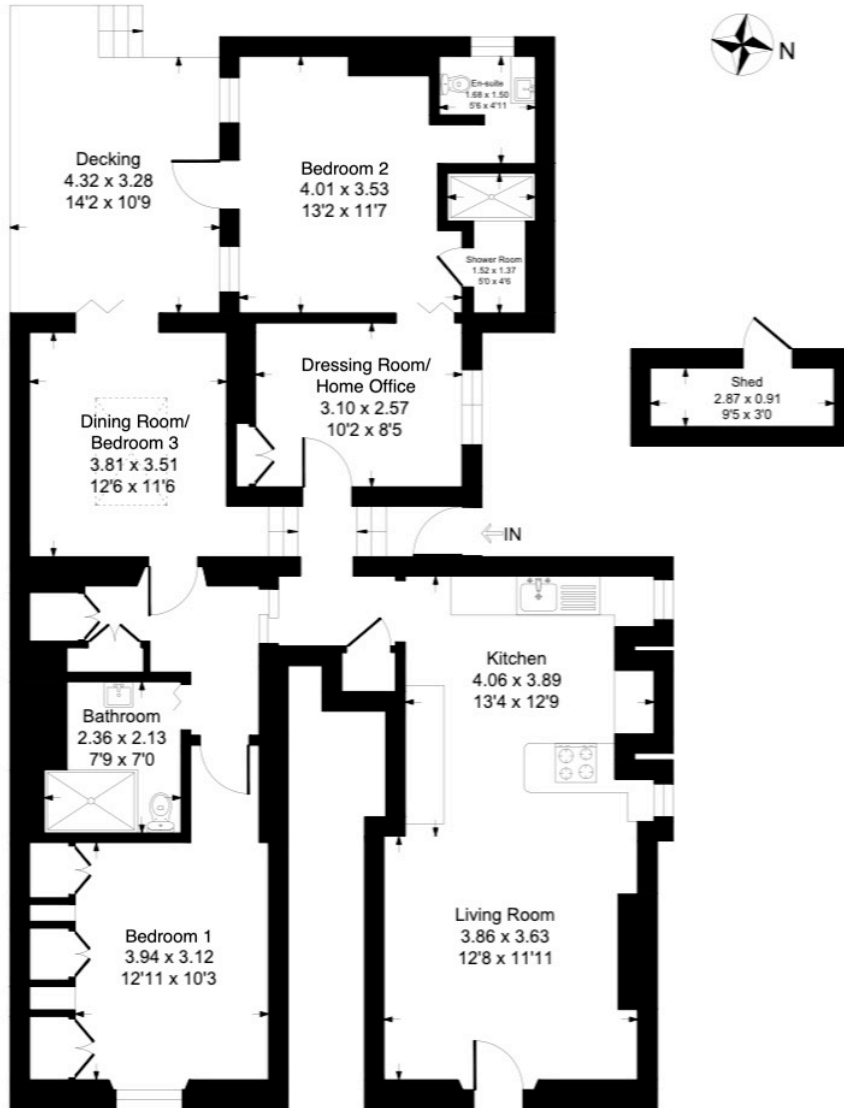 N
En-suite
1.68 x 1.50
5'6 x 4'11
Decking
4.32 x 3.28
14'2 x 10'9
Bedroom 2
4.01 x 3.53
13'2 x 11'7
Shower Room
1.52 x 1.37
5'0 x 4'6
Dressing Room/
Home Office
3.10 x 2.57
10'2 x 8'5
Shed
2.87 x 0.91
9'5 x 3'0
Dining Room/
Bedroom 3
3.81 x 3.51
12'6 x 11'6
IN
Kitchen
4.06 x 3.89
13'4 x 12'9
Bathroom
2.36 x 2.13
7'9 x 7'0
Living Room
3.86 x 3.63
12'8 x 11'11
Bedroom 1
3.94 x 3.12
12'11 x 10'3